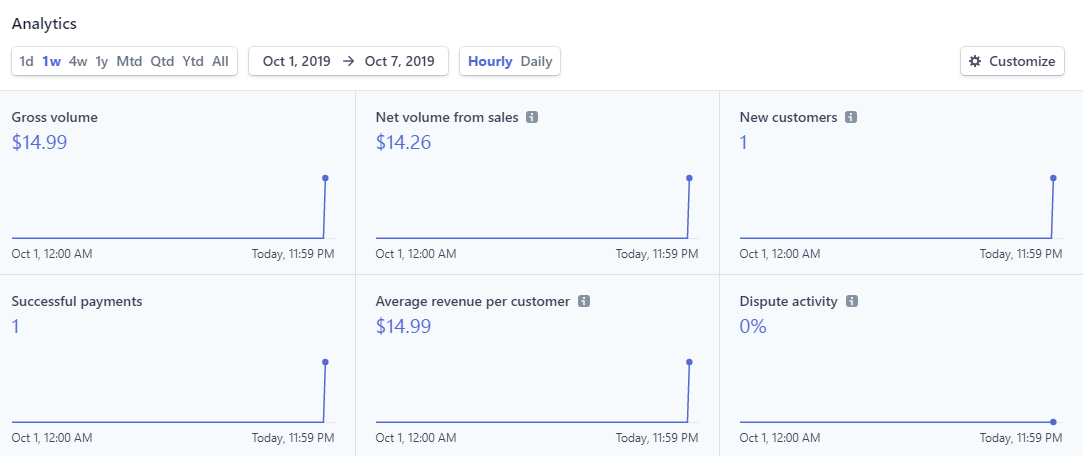 Analytics
1d 1w 4w 1y Mtd Qtd Ytd All
Oct 1, 2019 → Oct 7, 2019
Hourly Daily
Customize
Gross volume
$14.99
Oct 1, 12:00 AM Today, 11:59 PM
Net volume from sales i
$14.26
Oct 1, 12:00 AM Today, 11:59 PM
New customers i
1
Oct 1, 12:00 AM Today, 11:59 PM
Successful payments
1
Oct 1, 12:00 AM Today, 11:59 PM
Average revenue per customer i
$14.99
Oct 1, 12:00 AM Today, 11:59 PM
Dispute activity i
0%
Oct 1, 12:00 AM Today, 11:59 PM